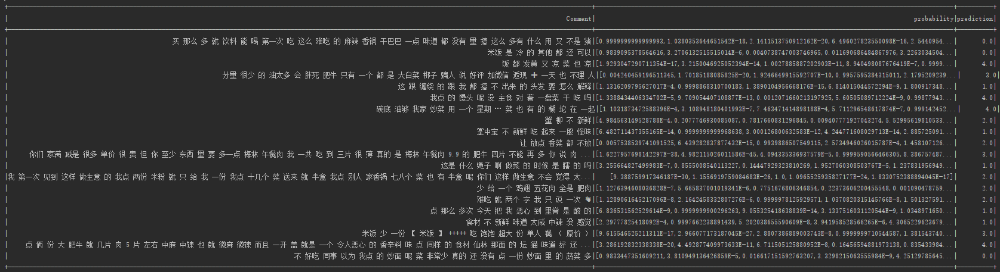 Comment| probability|prediction|
买 那么 多 就 饮料 能 喝 第一次 吃 这么 难吃 的 麻辣 香锅 干巴巴 一点 味道 都 没有 量 搞 这么 多有 什么 用 又 不是 猪|[0.9999999999999993,1.0380353644651542E-18,2.1411513750912162E-20,6.496027823550098E-16,2.5440954...| 0.0|
米饭 是 冷 的 其他 都 还 可以|[0.9839095378564616,3.2706132515515014E-6,0.0040738747003746965,0.011690686484867976,3.2263034504...| 0.0|
饭 都 发黄 又 凉 菜 也 凉|[1.9293047290711354E-17,3.2150046925052394E-14,1.0027885887202903E-11,8.940498087676419E-7,0.9999...| 4.0|
分量 很少 的 油太多 会 胖死 肥牛 只有 一个 都 是 大白菜 梆子 骗人 说 好评 加微信 返现 ➕ 一天 也 不理 人|[0.004240459196511345,1.70185188085825E-20,1.9246649915592707E-10,0.9957595384315011,2.1795209239...| 3.0|
这 跟 缠绕 的 跟 我 都 搞 不 出来 的 头发 要 怎么 解释|[1.1316209795627017E-4,0.9998868310700183,1.3890104956668176E-15,6.814015044572294E-9,1.800917348...| 1.0|
我点 的 馒头 呢 没 主食 对 着 一盘菜 干 吃 吗|[1.3388434406334702E-5,9.709054407108877E-13,0.0012071660213197925,5.60505089712224E-9,0.99877943...| 4.0|
碗底 油够 我家 炒菜 用 一个 星期 … 菜 也 有 的 糊 坨 在 一起|[1.1031873472588396E-4,3.108948180401993E-7,7.463471414898188E-4,5.711296548617874E-7,0.999142452...| 4.0|
蟹 柳 不 新鲜|[4.984563149528788E-4,0.2077746930085087,0.7817660831296845,0.009407771927043274,5.52995619810533...| 2.0|
掌中宝 不 新鲜 吃 起来 一股 怪味|[6.482711437355165E-14,0.9999999999968638,3.000126800632583E-12,4.244771608029713E-14,2.885725091...| 1.0|
让 放点 香菜 都 不放|[0.0057538539741091525,6.439282837877432E-15,0.9939886507549115,2.5734946026015787E-4,1.458107126...| 2.0|
你们 家满 减是 很多 单价 很 贵 但 你 至少 东西 量 要 多一点 梅林 午餐肉 我 一共 吃 到 三片 很 薄 真的 是 梅林 午餐肉 9.9 的 肥牛 四片 不能 再 多 你 说 肉 ...|[1.6227957698142297E-38,4.982115026011586E-45,4.094335336937579E-5,0.9999590566466305,8.386757487...| 3.0|
这是 什么 绳子 啊 做菜 的 时候 是 瞎 的 吗|[3.255664827499983E-7,0.8555008540113227,0.14447929323810269,1.9527060308503767E-5,1.237831956949...| 1.0|
|我 第一次 见到 这样 做生意 的 我点 两份 米粉 就 只 给 我 一份 我点 十几个 菜 送来 就 半盒 我点 别人 家香锅 七八个 菜 也 有 半盒 呢 你们 这样 做生意 不会 觉得 太...| [9.38875991734618​7E-30,1.1556919759084683E-26,1.0,1.0965525935827177E-24,1.8330752388894045E-17]| 2.0|
少 给 一个 鸡翅 五花肉 全是 肥肉|[1.1276394608036828E-7,5.665837001019341E-6,0.7751676806346854,0.22373606200455548,0.001090478759...| 2.0|
难吃 就 两个 字 我 只 说 一次 👋|[1.1289061645217096E-8,2.1642458332807276E-6,0.9999978125929571,1.0370820315145766E-8,1.501327591...| 2.0|
点 那么 多次 今天 把 我 恶心 到 里脊 是 酸 的|[6.836531562529614E-9,0.9999999900296263,9.055325418638839E-14,3.1337516031120544E-9,1.0348971650...| 1.0|
食材 不 新鲜 味道 太咸 中辣 没 感觉|[2.29777825418092E-4,0.9997662238891439,5.202038655590609E-8,3.941958528566265E-6,4.3065229623679...| 1.0|
米饭 少 一份 【 米饭 】 +++++ 吃 饱饱 超大 份 单人 餐 （ 原价 ）|[9.615546525211311E-17,2.9660771731870​45E-27,2.8807386889003743E-8,0.9999999710544587,1.381543740...| 3.0|
点 俩 份 大 肥牛 就 几片 肉 5 片 左右 中麻 中辣 也 就 微麻 微辣 而且 一开 盖 就是 一个 令人恶心 的 香辛料 味 点 同样 的 食材 仙林 那面 的 坛 猫 味道 好 还 ...|[3.286192832338338E-20,4.492877409973633E-11,6.711505125880952E-8,0.16456594881973138,0.835433984...| 4.0|
不 好吃 同事 以为 我点 的 炒面 呢 菜 非常少 真的 还 没有 点 一份 炒面 里 的 蔬菜 多|[0.9833447351609211,3.810949136426859E-5,0.016617151592763207,3.3298215063555984E-9,4.25129785645...| 0.0|